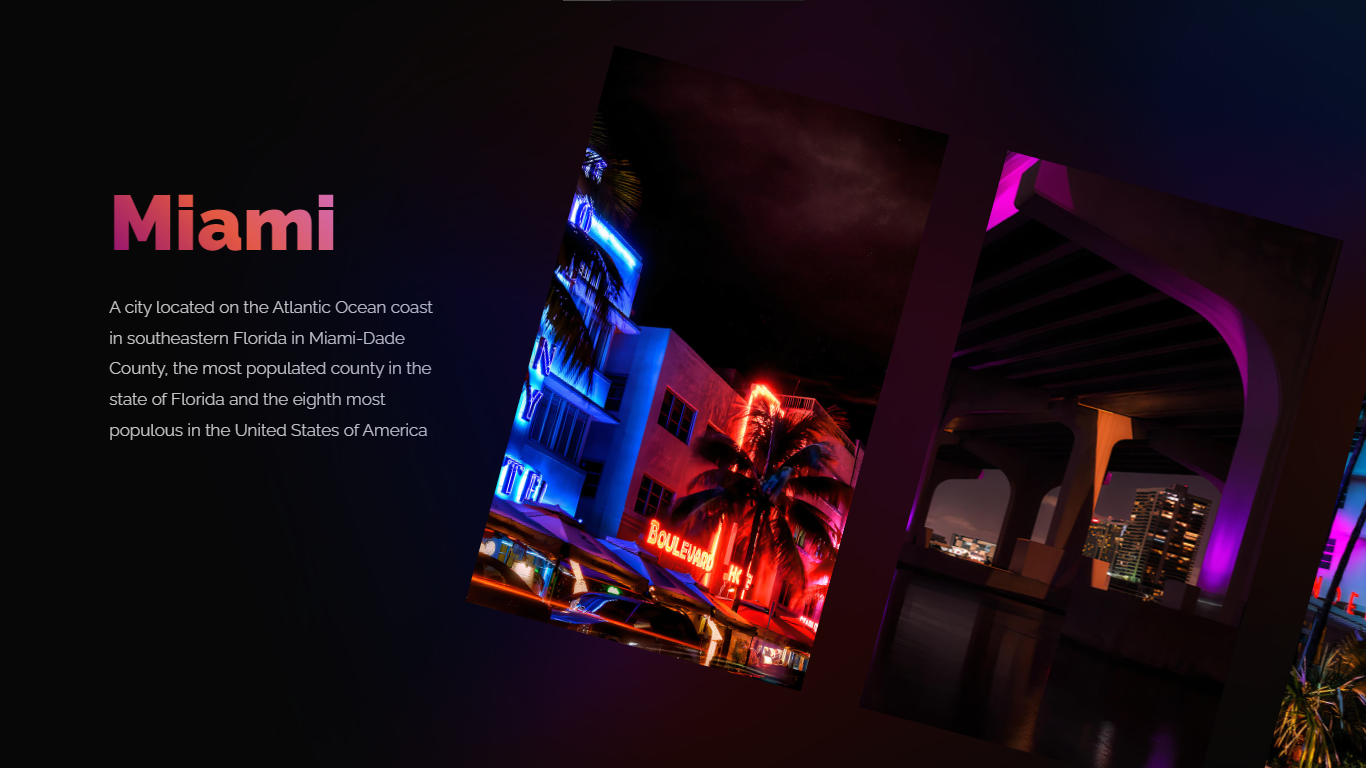 Miami
A city located on the Atlantic Ocean coast
in southeastern Florida in Miami-Dade
County, the most populated county in the
state of Florida and the eighth most
populous in the United States of America
BOULEVARD